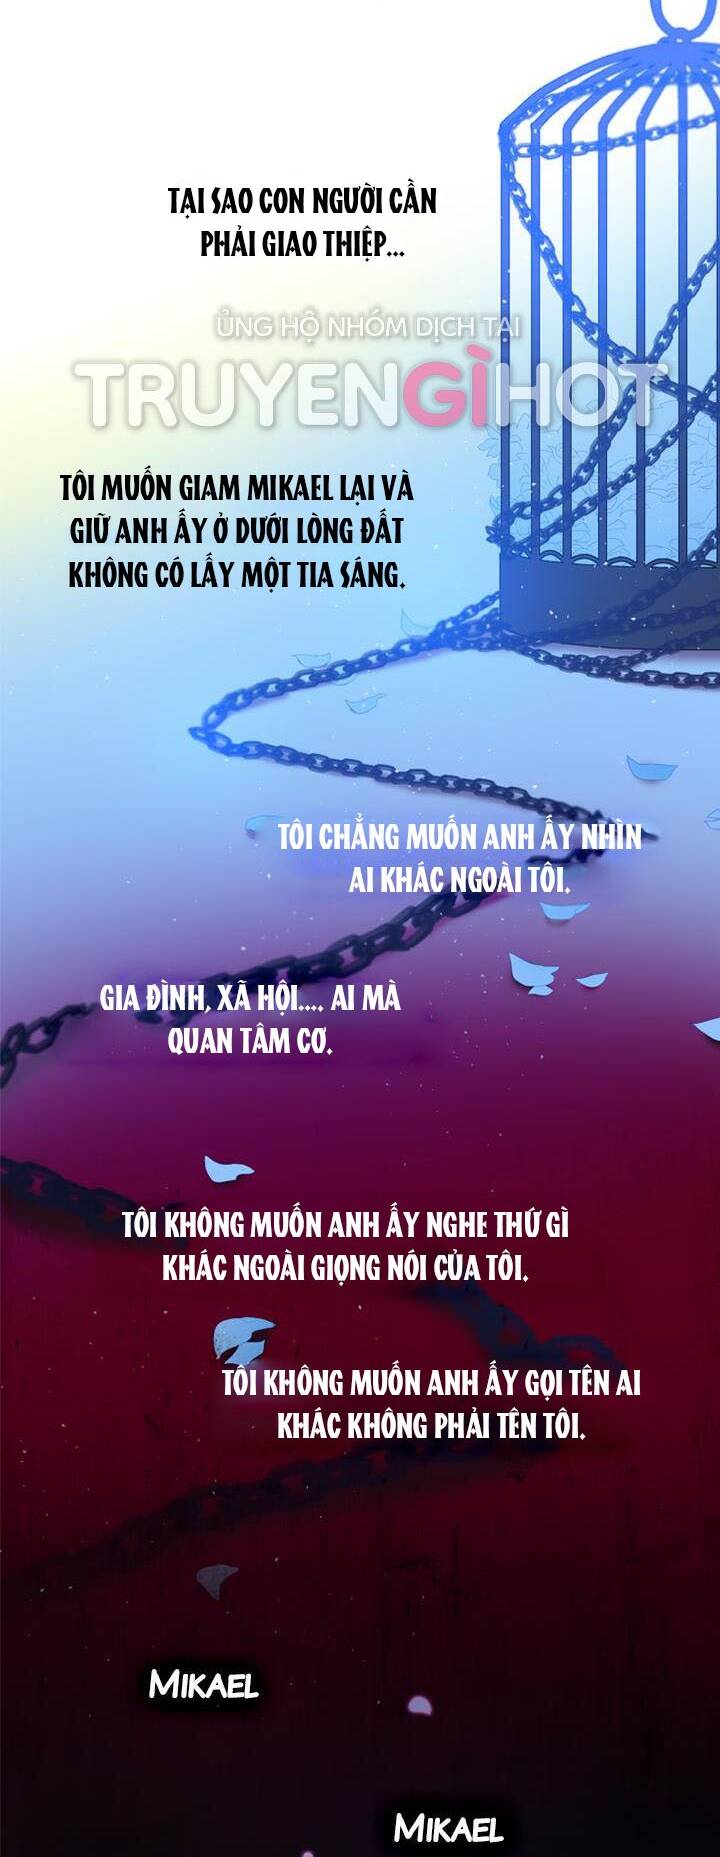 TẠI SAO CON NGƯỜI CẦN
PHẢI GIAO THIỆP...
ỦNG HỘ NHÓM DỊCH TẠI
TRUYENGÌHOT
TÔI MUỐN GIAM MIKAEL LẠI VÀ
GIỮ ANH ẤY Ở DƯỚI LÒNG ĐẤT
KHÔNG CÓ LẤY MỘT TIA SÁNG.
TÔI CHẲNG MUỐN ANH ẤY NHÌN
AI KHÁC NGOÀI TÔI.
GIA ĐÌNH, XÃ HỘI.... AI MÀ
QUAN TÂM CƠ.
TÔI KHÔNG MUỐN ANH ẤY NGHE THỨ GÌ
KHÁC NGOÀI GIỌNG NÓI CỦA TÔI.
TÔI KHÔNG MUỐN ANH ẤY GỌI TÊN AI
KHÁC KHÔNG PHẢI TÊN TÔI.
MIKAEL
MIKAEL